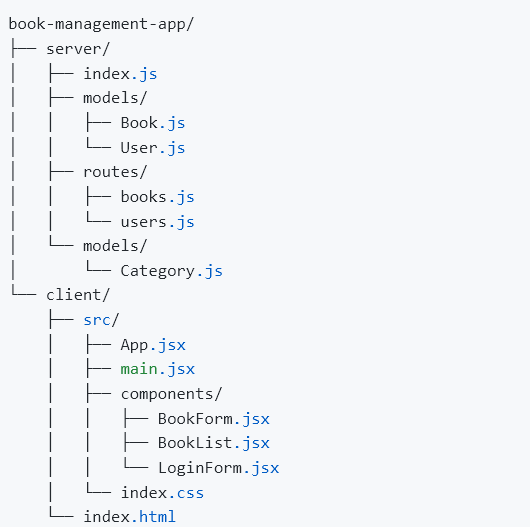 book-management-app/
├── server/
│   ├── index.js
│   ├── models/
│   │   ├── Book.js
│   │   └── User.js
│   ├── routes/
│   │   ├── books.js
│   │   └── users.js
│   └── models/
│       └── Category.js
└── client/
    ├── src/
    │   ├── App.jsx
    │   ├── main.jsx
    │   ├── components/
    │   │   ├── BookForm.jsx
    │   │   ├── BookList.jsx
    │   │   └── LoginForm.jsx
    │   └── index.css
    └── index.html